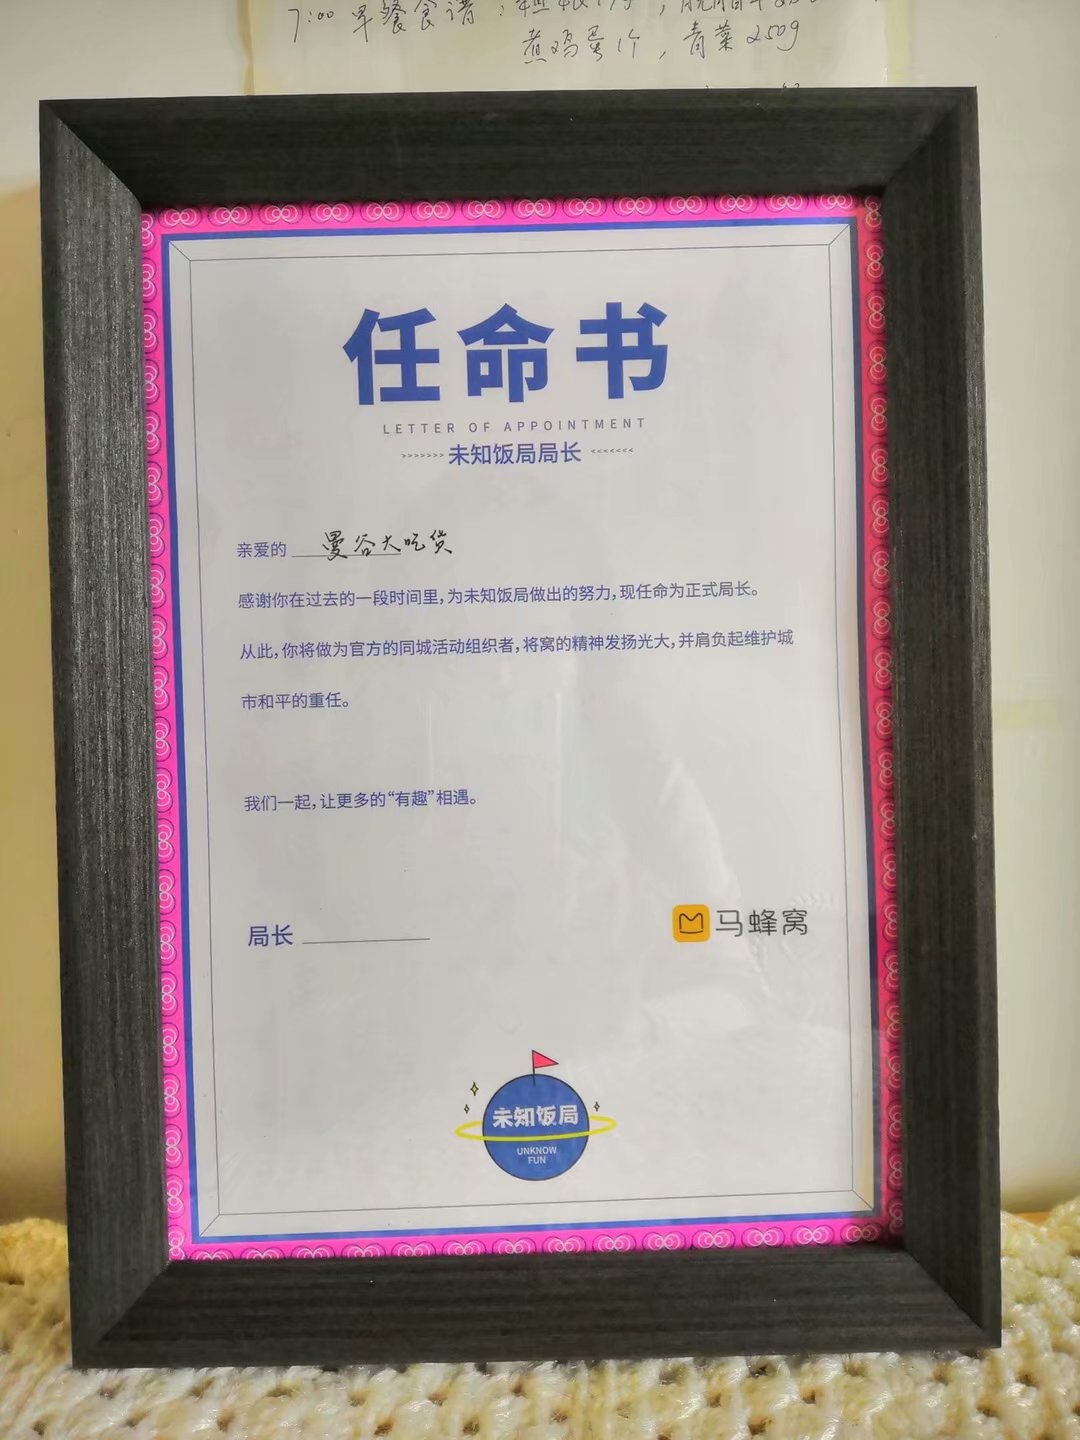 7:00 早餐食谱:
煮鸡蛋1个,青菜250g
任命书
LETTER OF APPOINTMENT
>>>>>>> 未知饭局局长 <<<<<<<
亲爱的 曼谷大吃货
感谢你在过去的一段时间里,为未知饭局做出的努力,现任命为正式局长。
从此,你将做为官方的同城活动组织者,将窝的精神发扬光大,并肩负起维护城
市和平的重任。
我们一起,让更多的“有趣”相遇。
局长
马蜂窝
未知饭局
UNKNOW
FUN